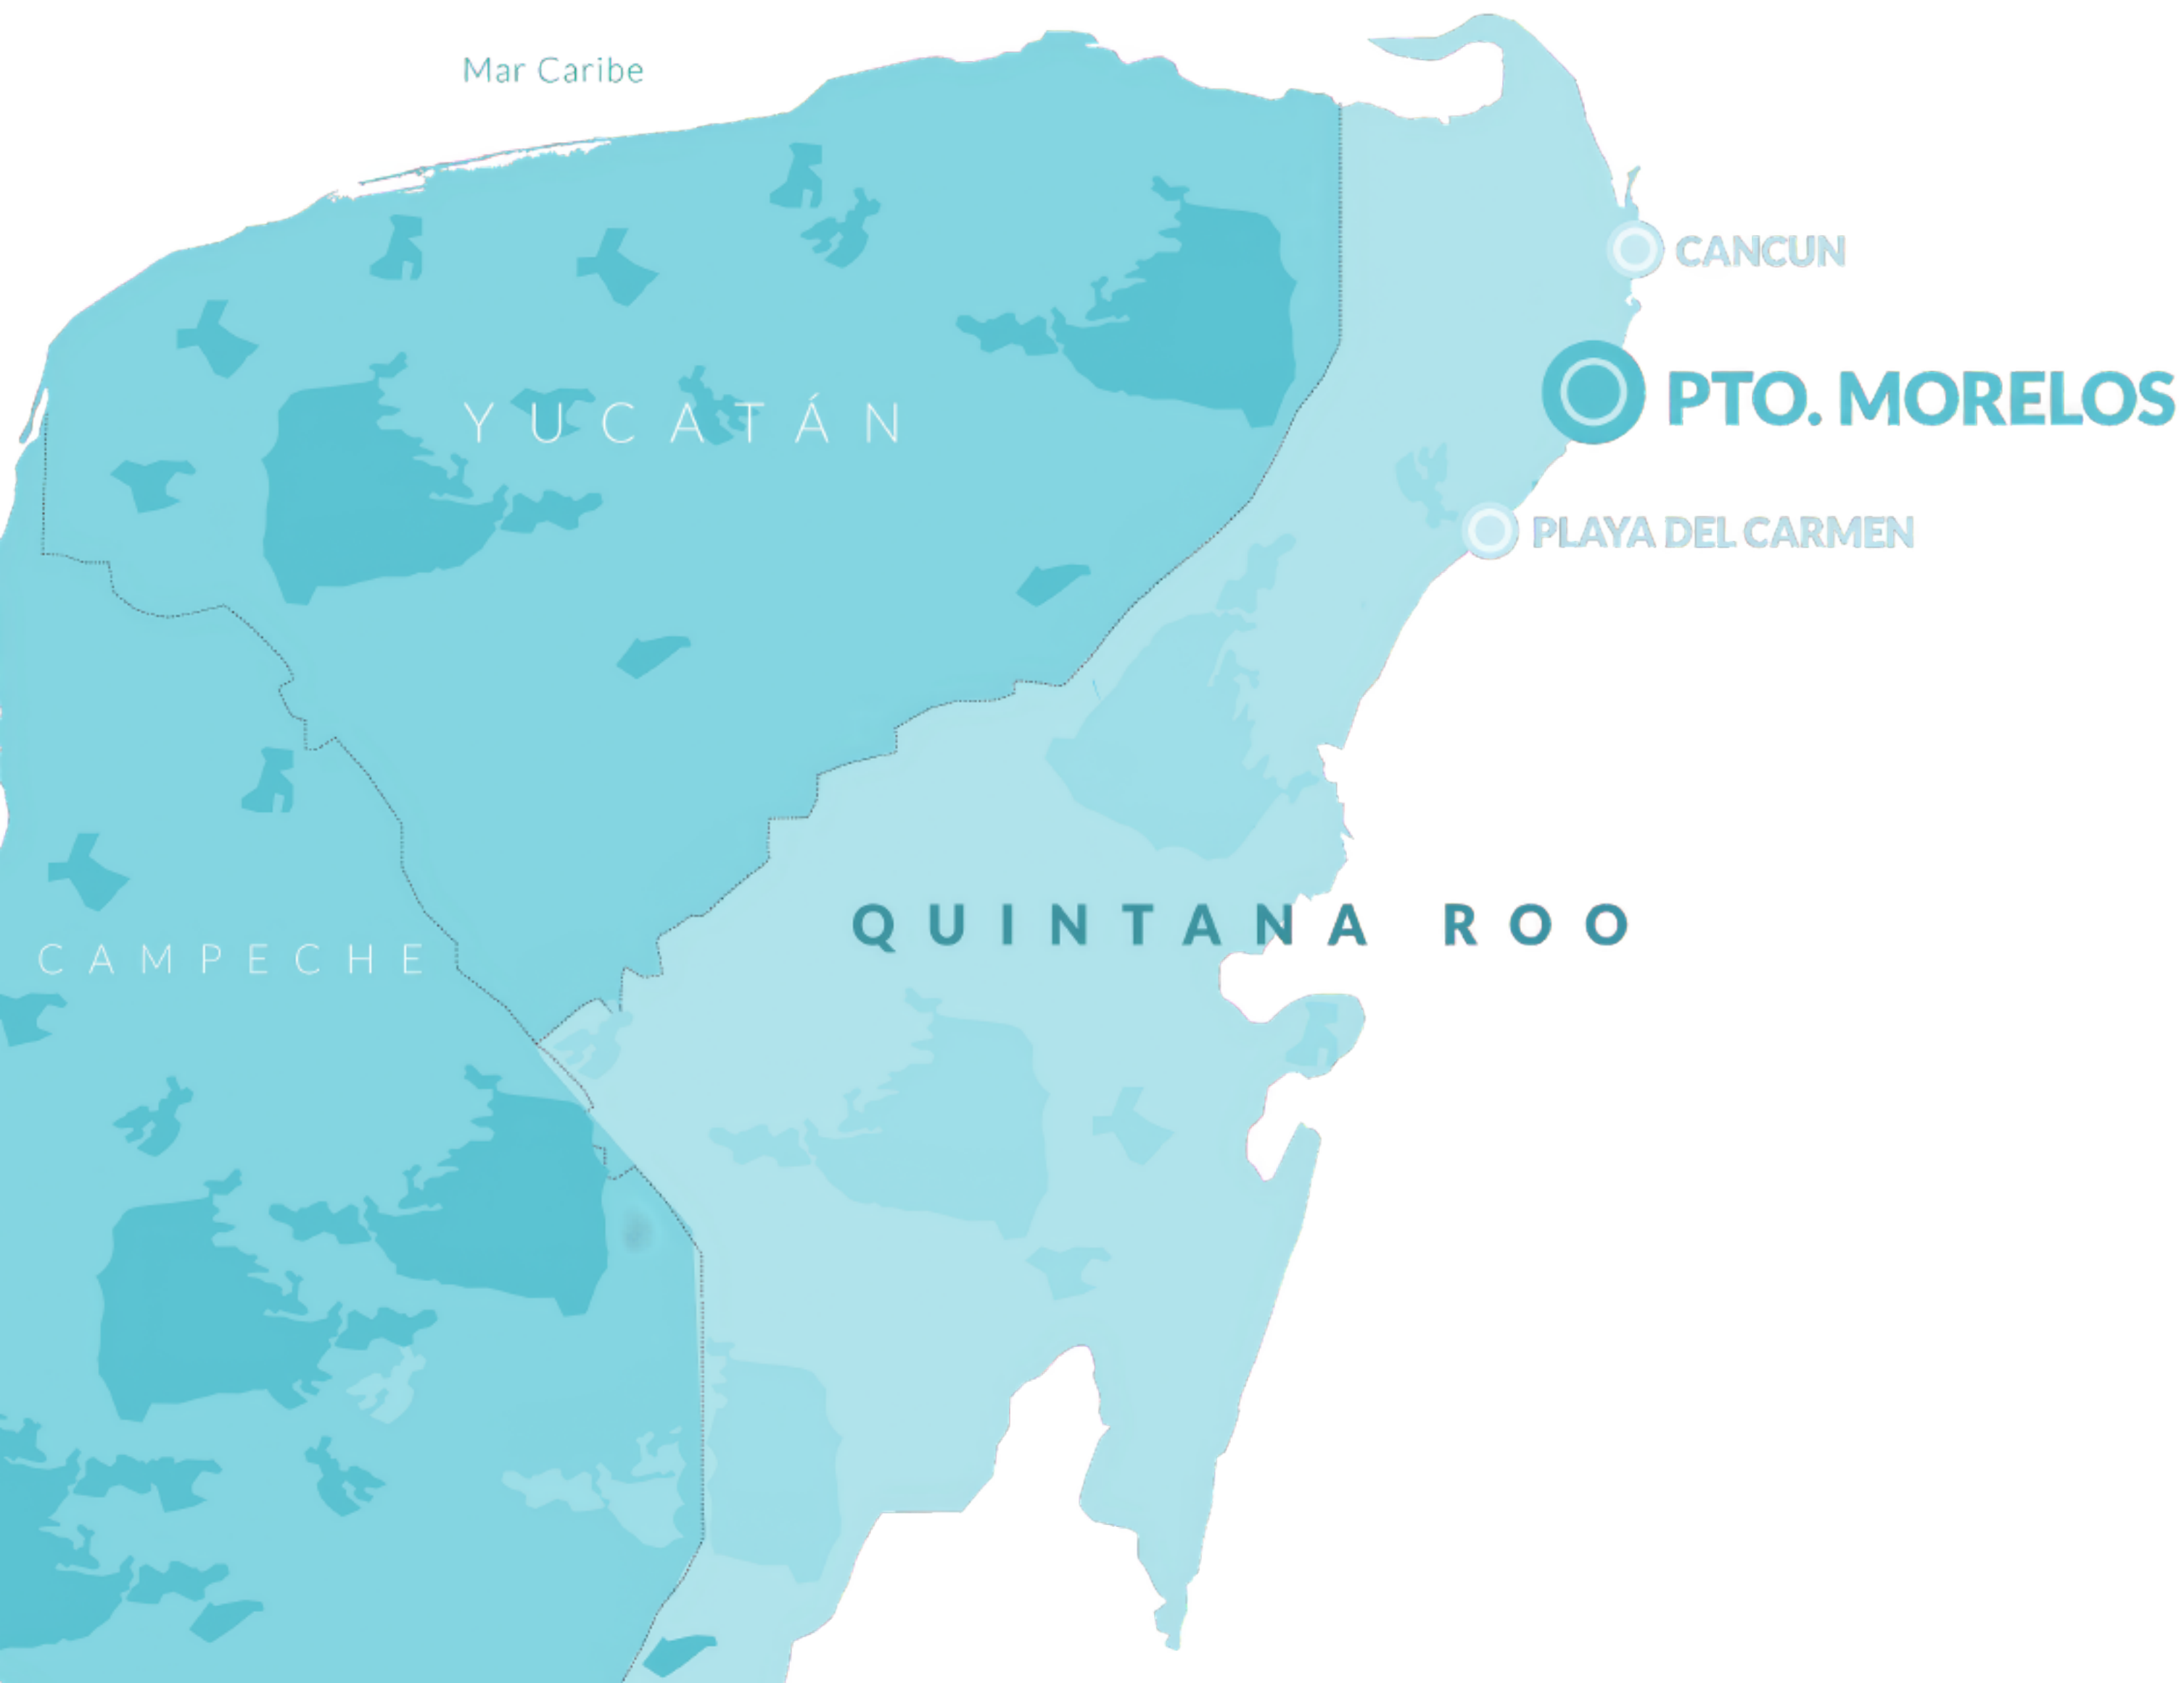 Mar Caribe
CANCUN
PTO. MORELOS
YUCATÁN
PLAYA DEL CARMEN
QUINTANA ROO
CAMPECHE